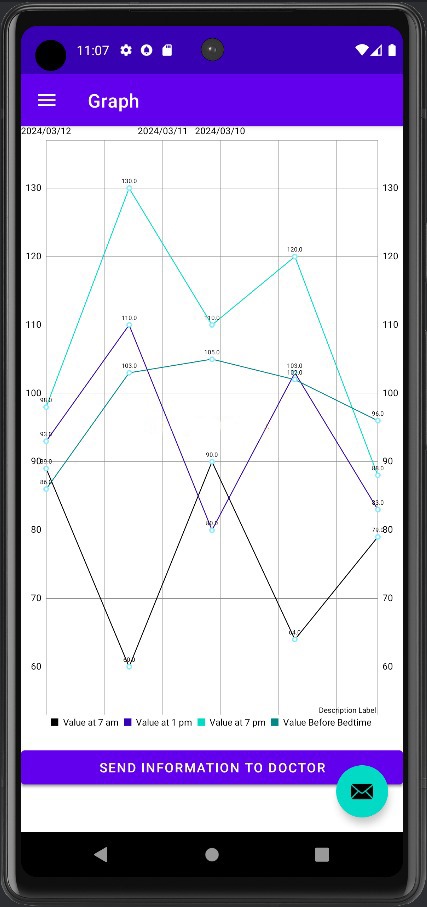 11:07
Graph
2024/03/12 2024/03/11 2024/03/10
130 130.0 130
120 120.0 120
110 110.0 110.0 110
103.0 105.0 103.0 102.0
100 98.0 96.0 100
93.0
90 89.0 90.0 88.0 90
86.0 83.0
80 80.0 79.0 80
70 70
64.0
60 60.0 60
Description Label
Value at 7 am Value at 1 pm Value at 7 pm Value Before Bedtime
SEND INFORMATION TO DOCTOR